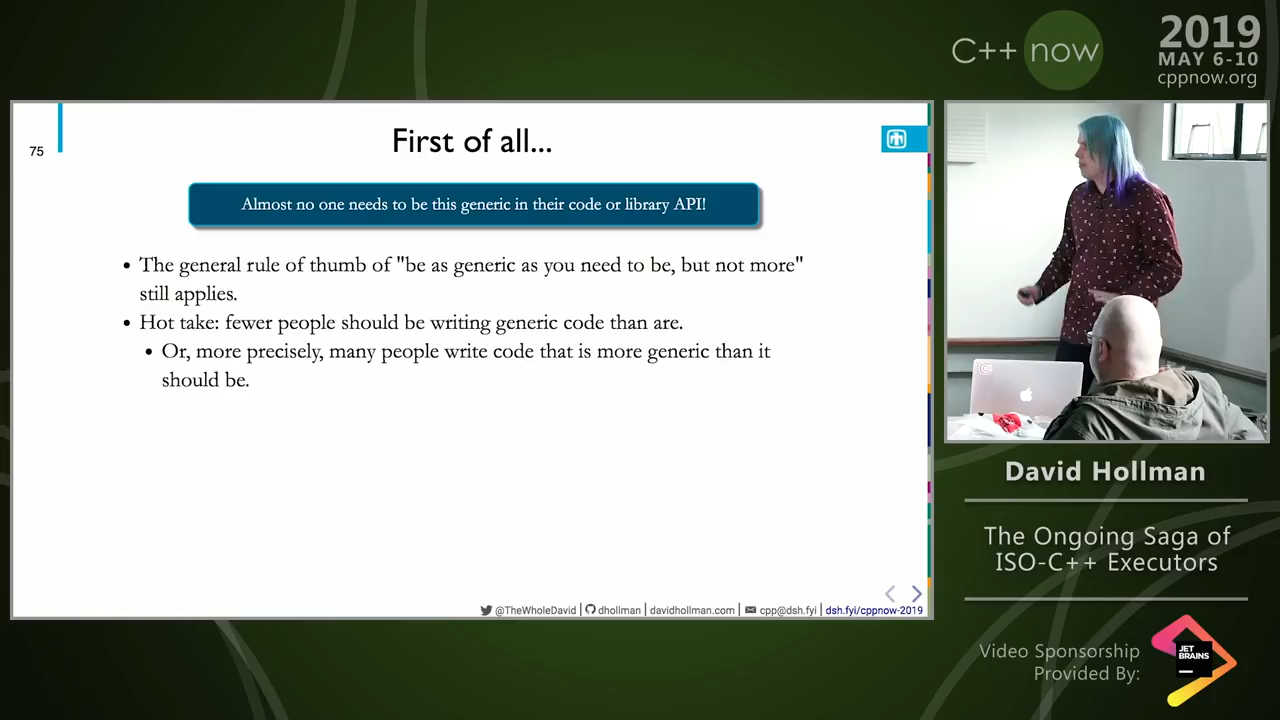 C++ now
2019
MAY 6-10
cppnow.org
75
First of all...
Almost no one needs to be this generic in their code or library API!
• The general rule of thumb of "be as generic as you need to be, but not more"
still applies.
• Hot take: fewer people should be writing generic code than are.
• Or, more precisely, many people write code that is more generic than it
should be.
@TheWholeDavid | dhollman | davidhollman.com | cpp@dsh.fyi | dsh.fyi/cppnow-2019
David Hollman
The Ongoing Saga of
ISO-C++ Executors
Video Sponsorship
Provided By:
JET
BRAINS